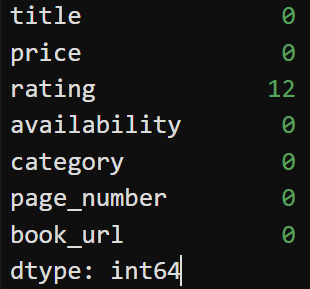 title 0
price 0
rating 12
availability 0
category 0
page_number 0
book_url 0
dtype: int64